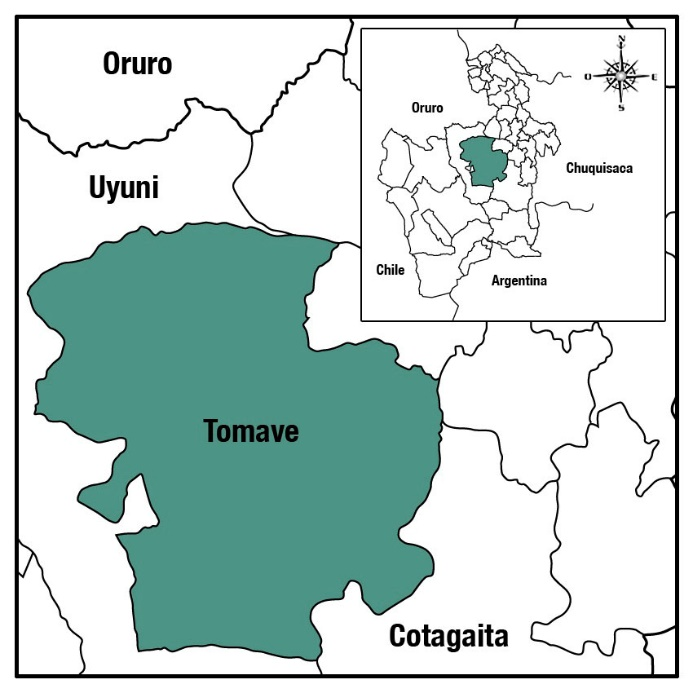 Oruro
Uyuni
Tomave
Cotagaita
Oruro
Chuquisaca
Chile
Argentina
N
O E
S